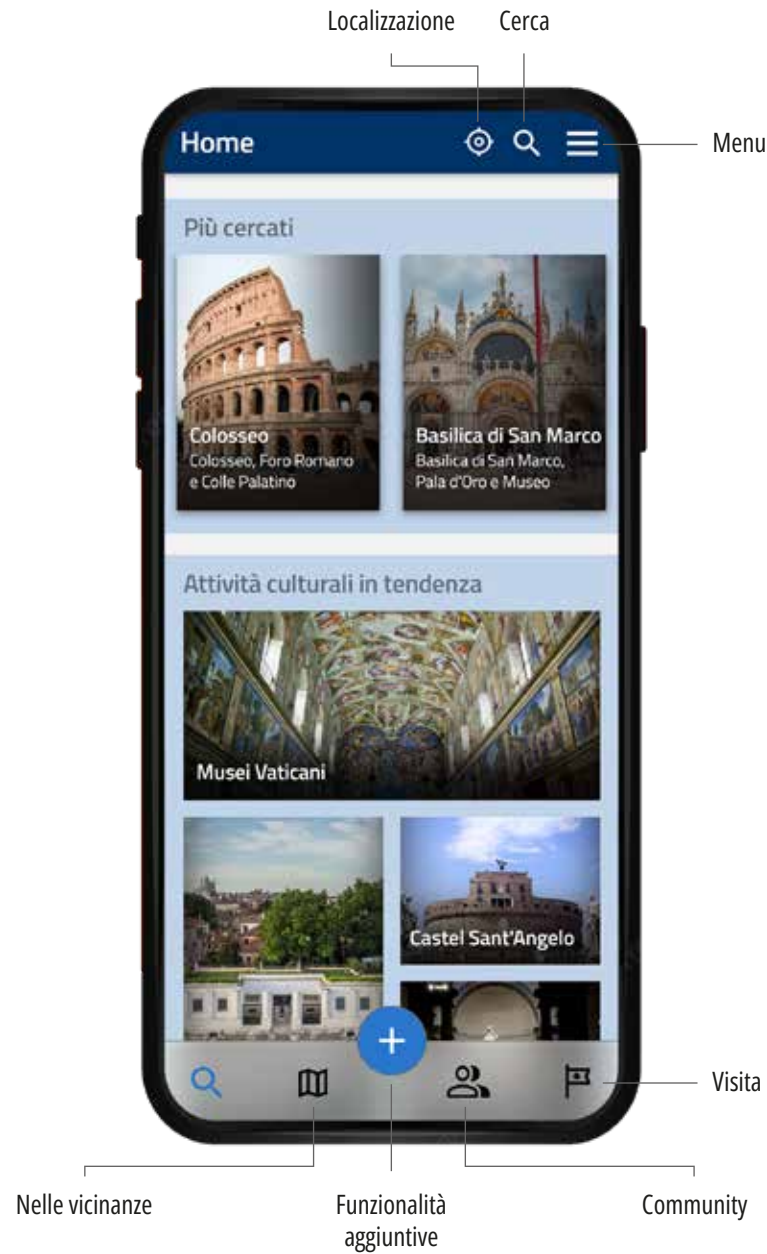 Localizzazione
Cerca
Home
Menu
Più cercati
Colosseo
Colosseo, Foro Romano
e Colle Palatino
Basilica di San Marco
Basilica di San Marco,
Pala d'Oro e Museo
Attività culturali in tendenza
Musei Vaticani
Castel Sant'Angelo
Visita
Nelle vicinanze
Funzionalità
aggiuntive
Community